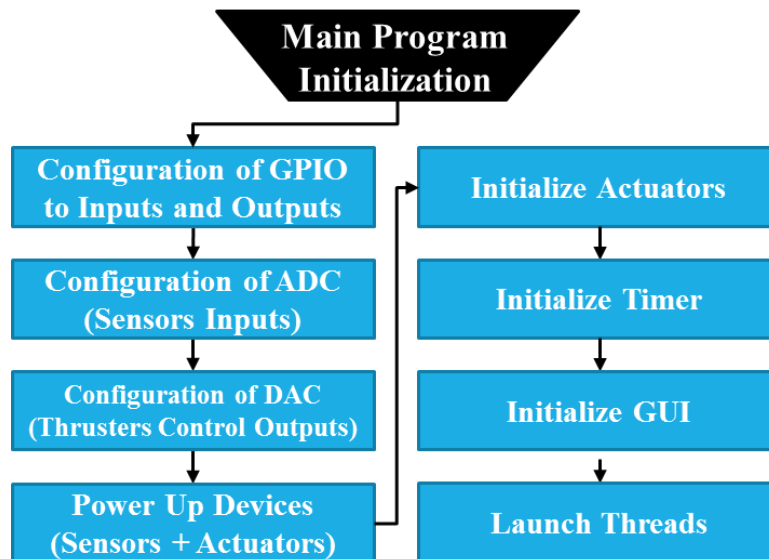 Main Program
Initialization
Configuration of GPIO
to Inputs and Outputs
Configuration of ADC
(Sensors Inputs)
Configuration of DAC
(Thrusters Control Outputs)
Power Up Devices
(Sensors + Actuators)
Initialize Actuators
Initialize Timer
Initialize GUI
Launch Threads